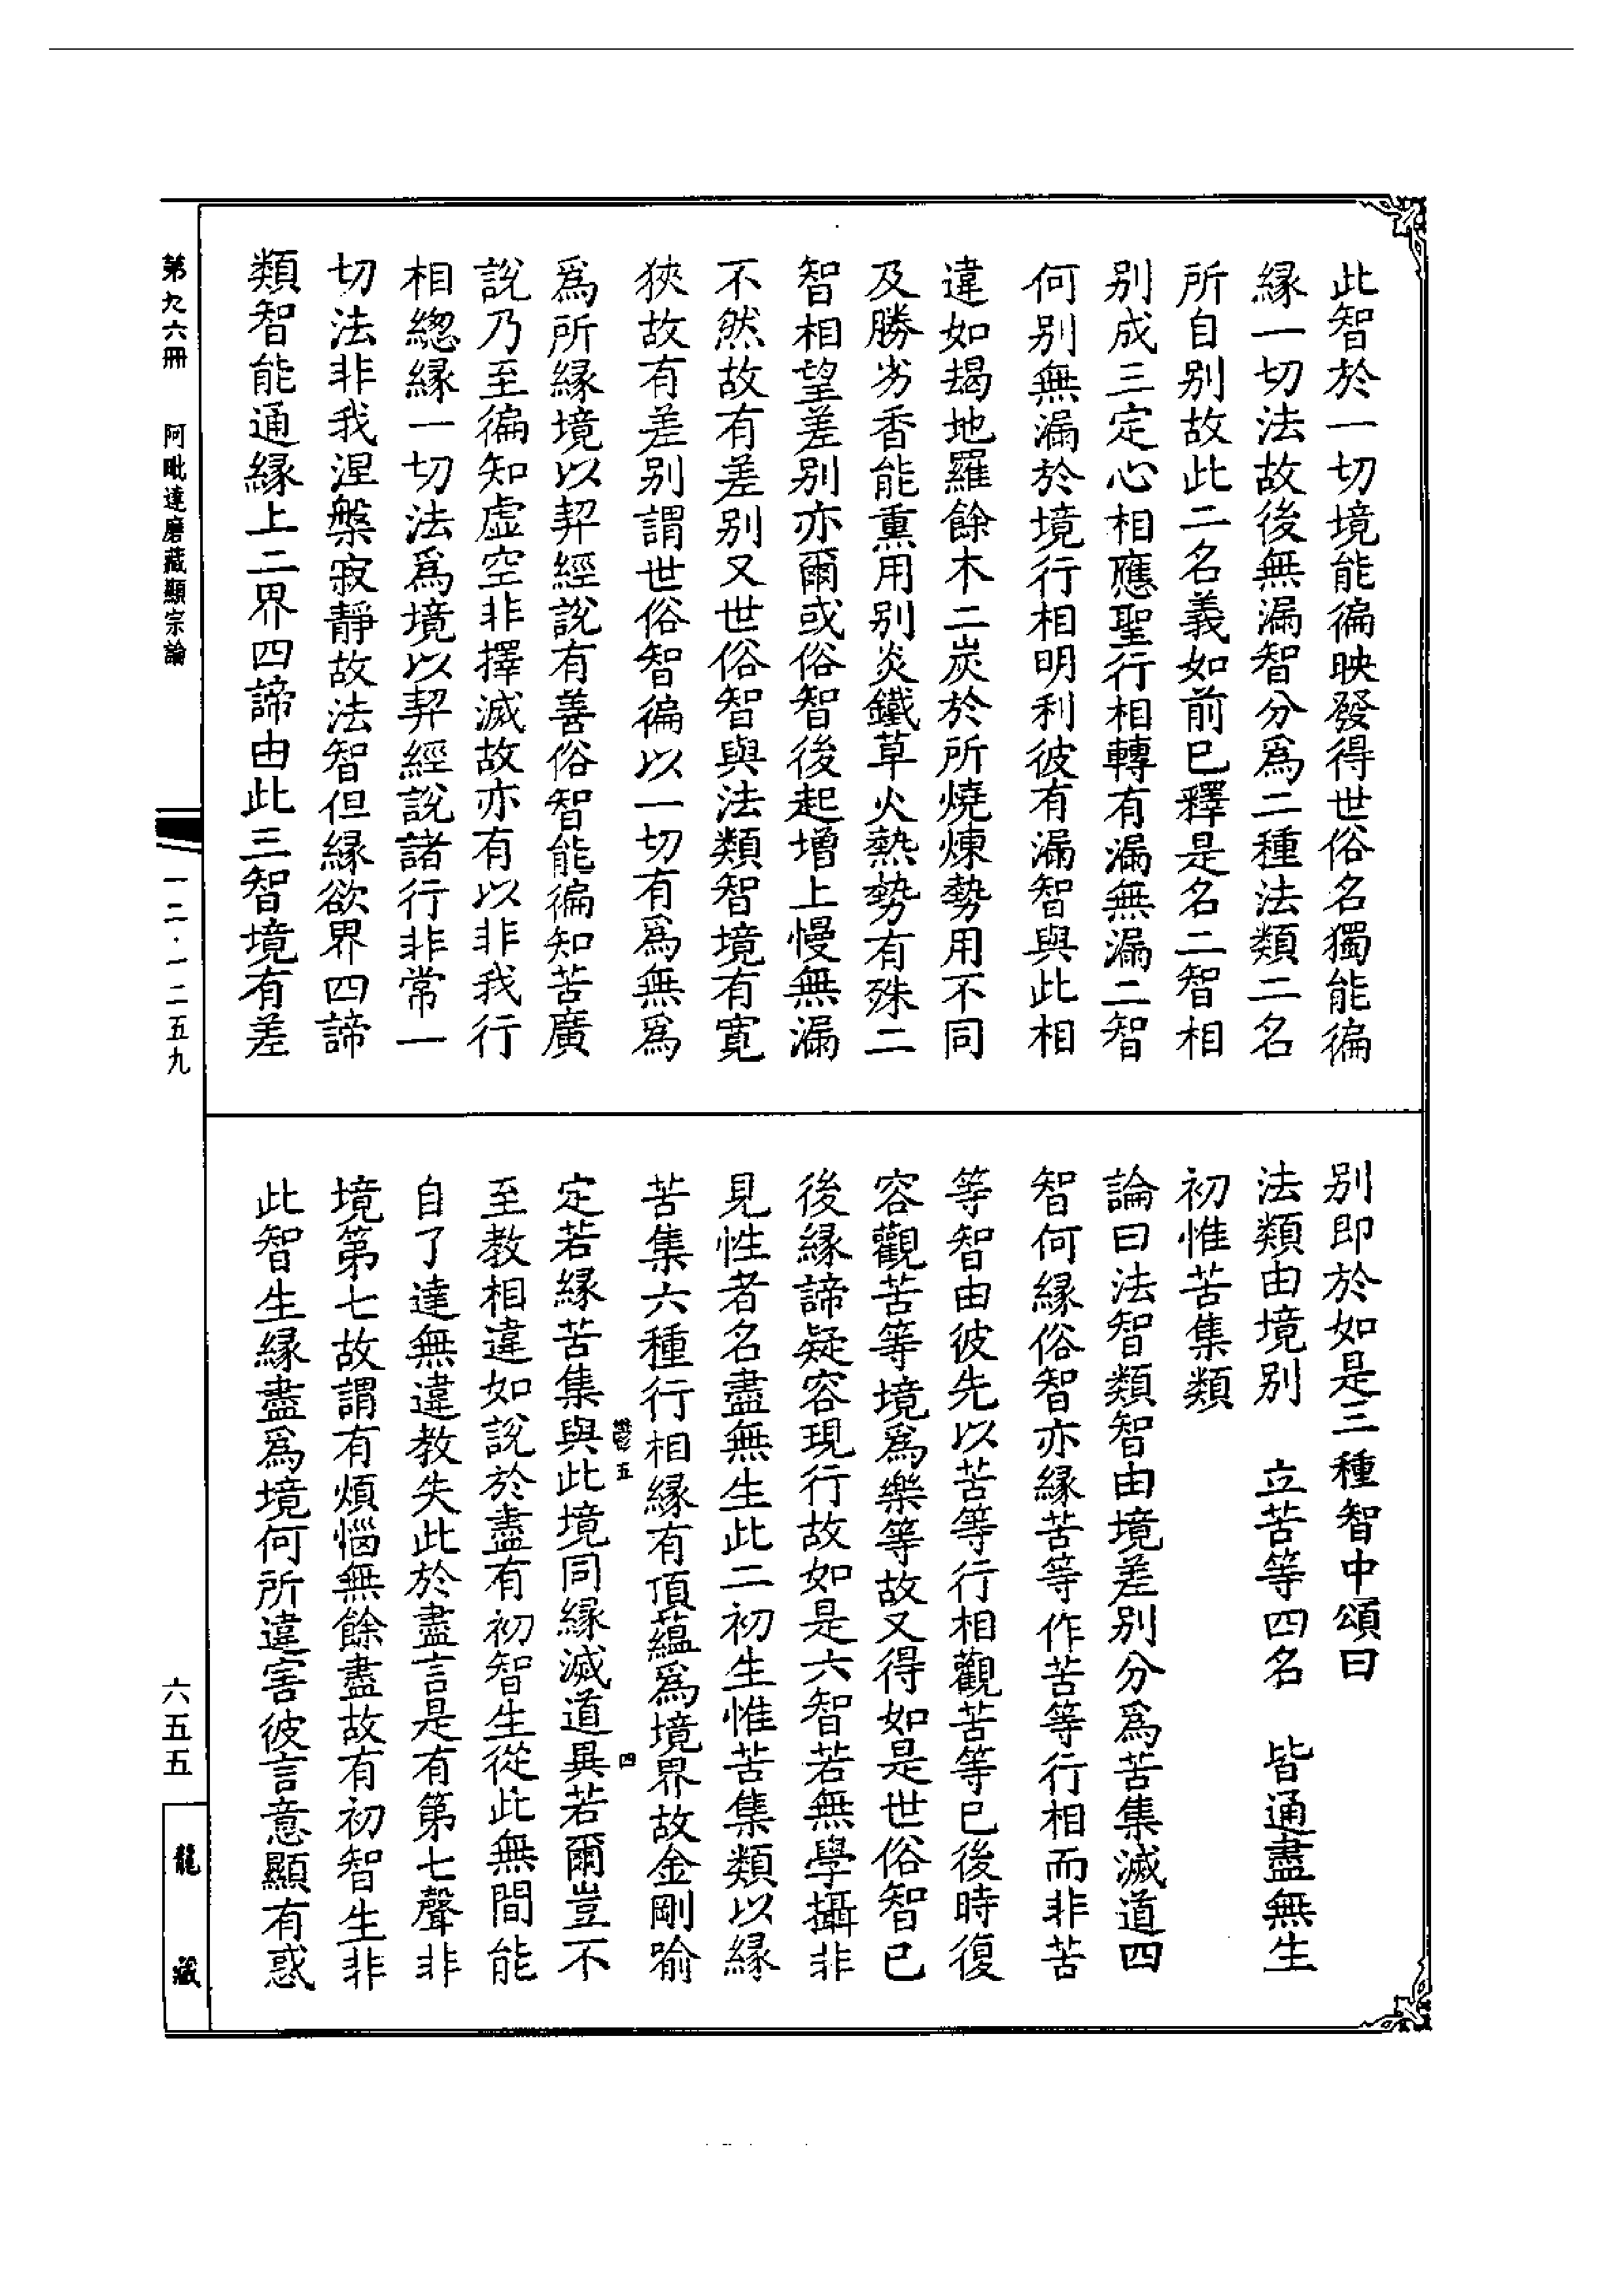 此智於一切境能徧映發得世俗名獨能徧
緣一切法故後無漏智分爲二種法類二名
所自别故此二名義如前巳釋是名二智相
别成三定心相應聖行相轉有漏無漏二智
何别無漏於境行相明利彼有漏智與此相
違如朅地羅餘木二炭於所燒煉勢用不同
及勝劣香能熏用别炎鐵草火熱勢有殊二
智相望差别亦爾或俗智後起增上慢無漏
不然故有差别又世俗智與法類智境有寬
狹故有差别謂世俗智徧以一切有爲無爲
爲所緣境以契經說有善俗智能徧知苦廣
說乃至徧知虛空非擇滅故亦有以非我行
相緫緣一切法爲境以契經說諸行非常一
切法非我涅槃寂靜故法智但緣欲界四諦
類智能通緣上二界四諦由此三智境有差
别即於如是三種智中頌曰
法類由境别　立苦等四名　皆通盡無生
初惟苦集類
論曰法智類智由境差别分爲苦集滅道四
智何緣俗智亦緣苦等作苦等行相而非苦
等智由彼先以苦等行相觀苦等巳後時復
容觀苦等境爲樂等故又得如是世俗智巳
後緣諦疑容現行故如是六智若無學攝非
見性者名盡無生此二初生惟苦集類以緣
苦集六種行相緣有頂蘊爲境界故金剛喻
五　四
定若緣苦集與此境同緣滅道異若爾豈不
至教相違如說於盡有初智生從此無間能
自了達無違教失此於盡言是有第七聲非
境第七故謂有煩惱無餘盡故有初智生非
此智生緣盡爲境何所違害彼言意顯有惑
第九六冊　阿毗達磨藏顯宗論
一二·一二五九
六五五
龍藏